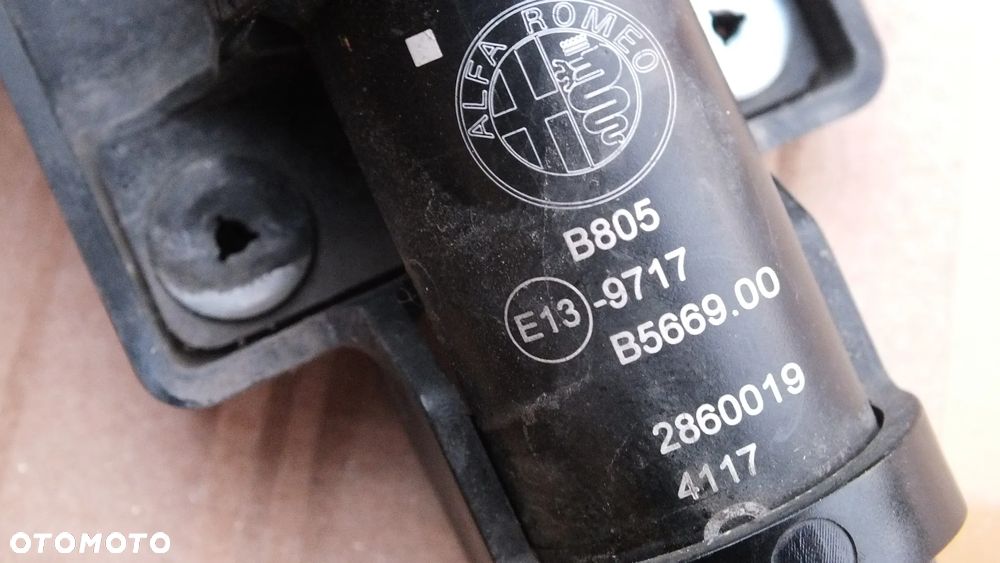 ALFA ROMEO
B805
E13-9717
B5669.00
2860019
4117
OTOMOTO